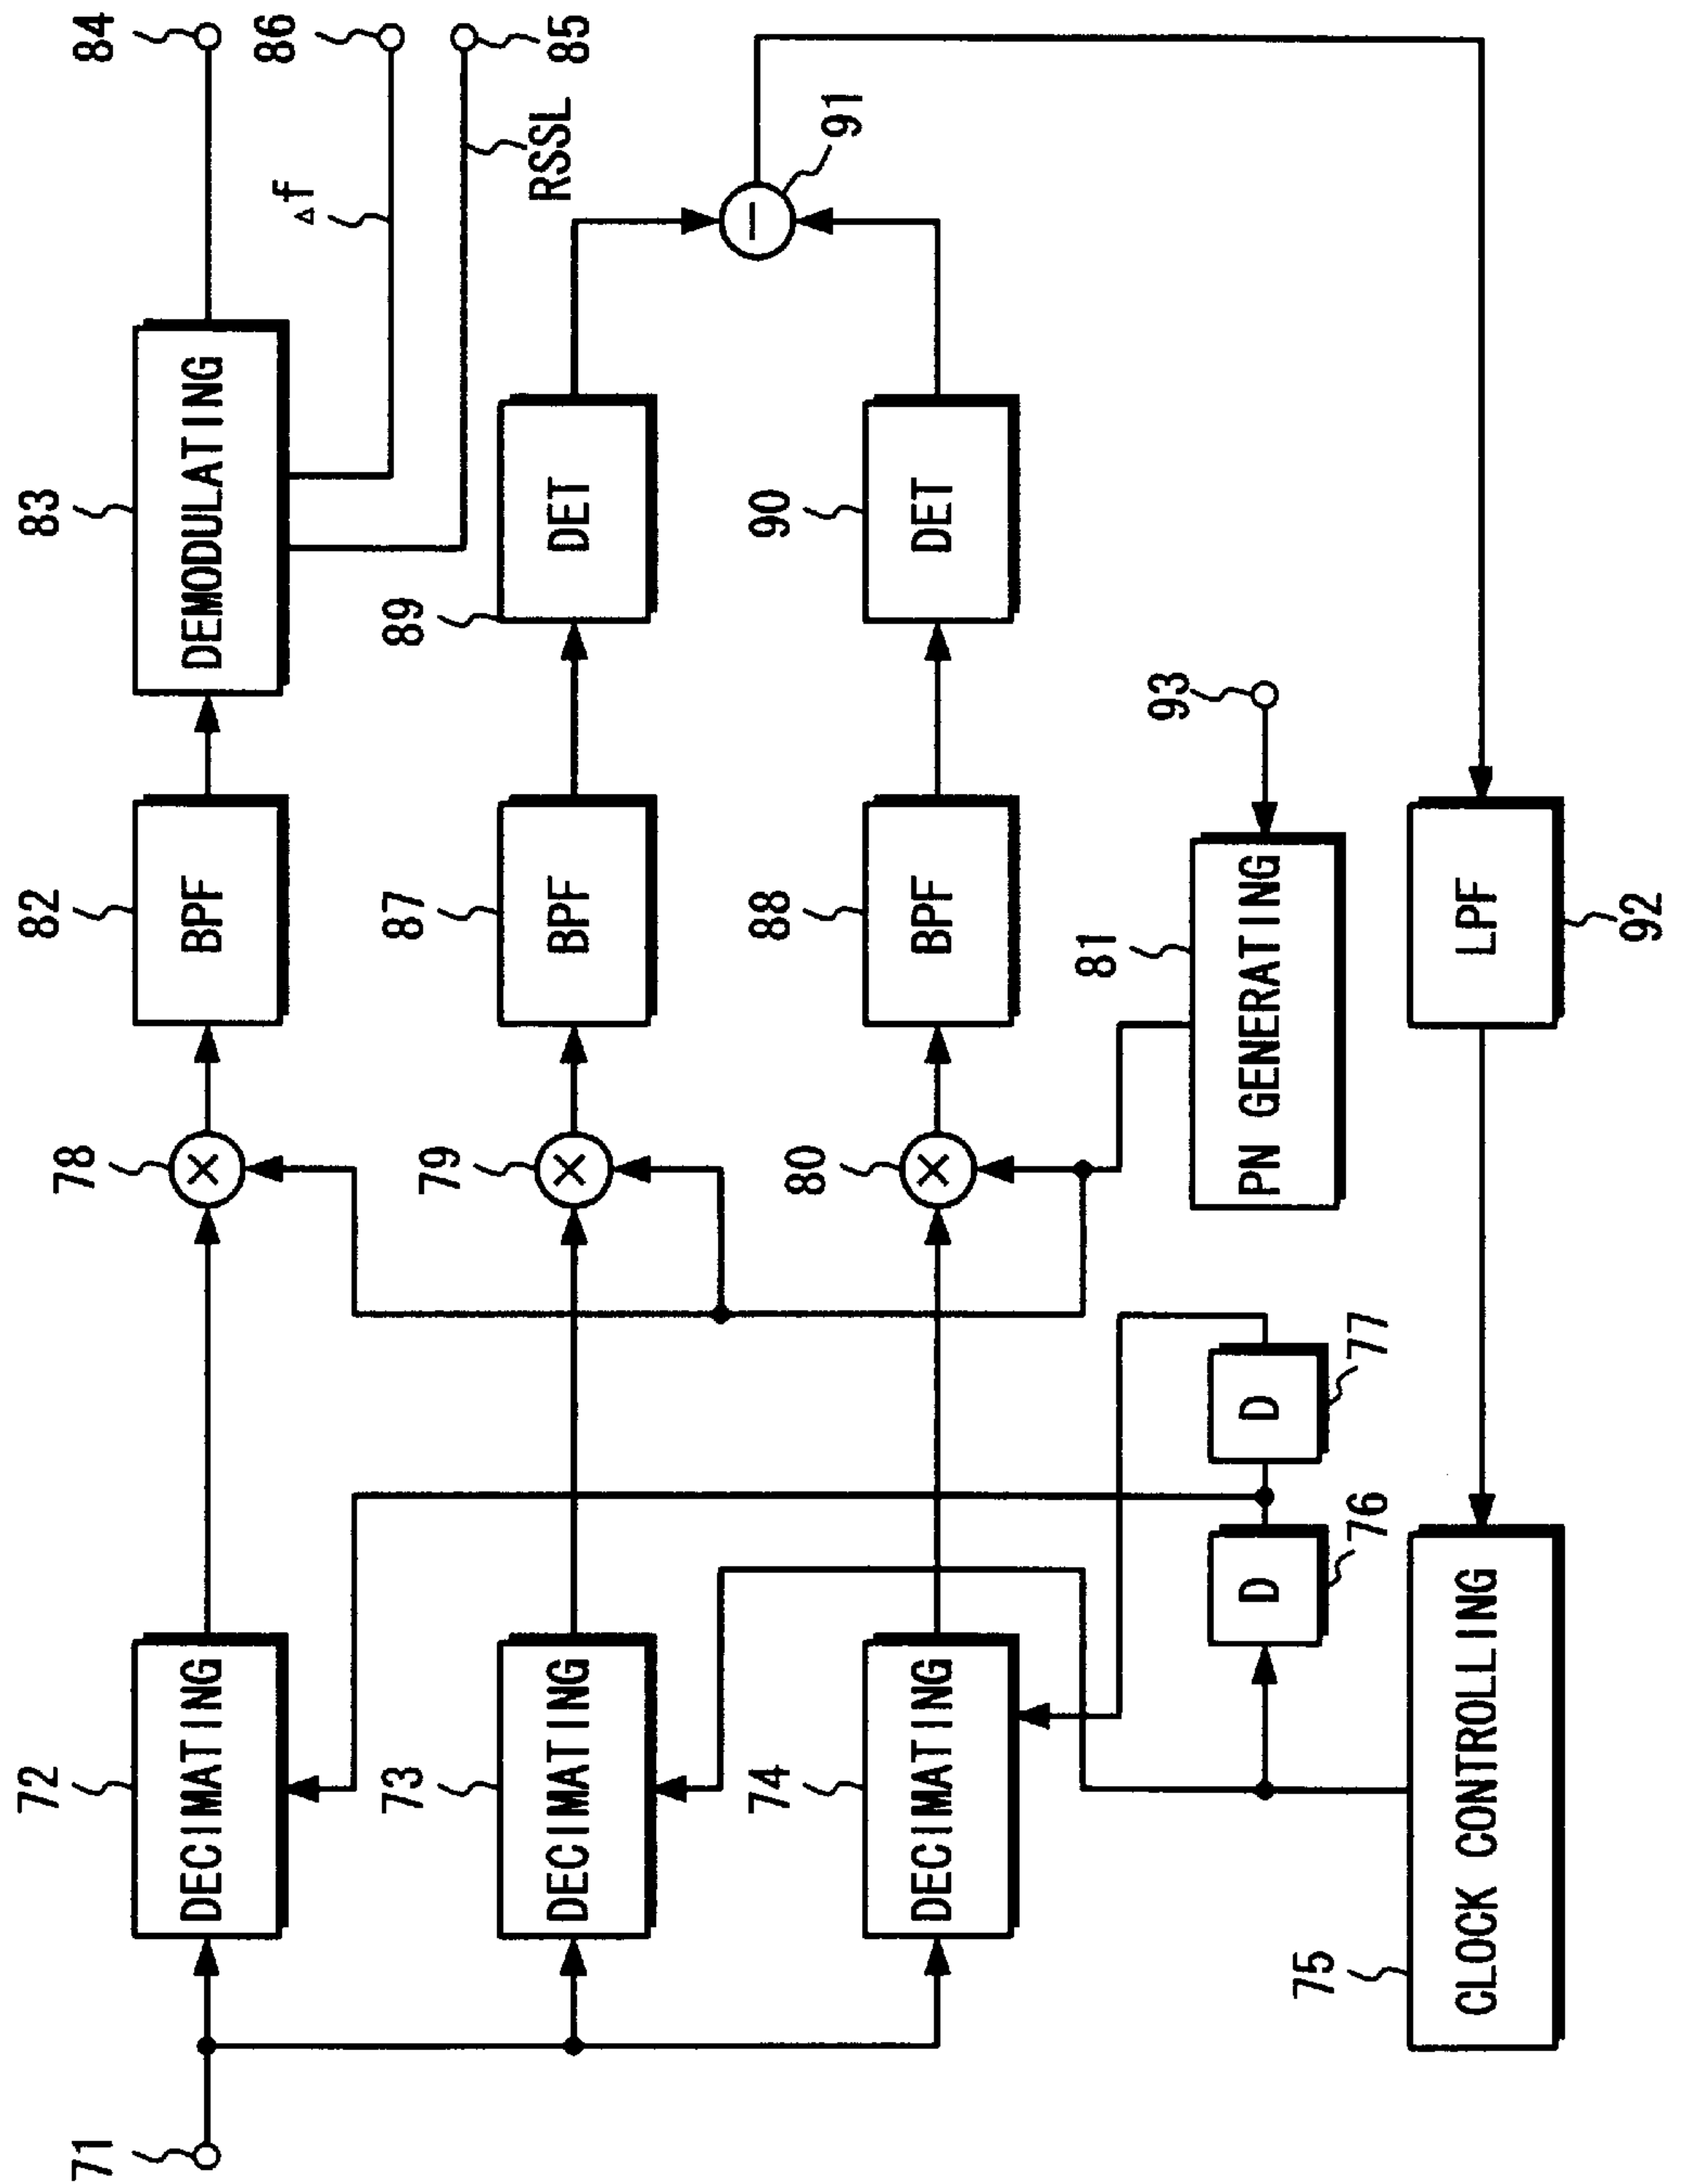 71
72
DECIMATING
78
×
82
BPF
83
DEMODULATING
84
Δf
86
RSSL
85
73
DECIMATING
79
×
87
BPF
89
DET
91
−
74
DECIMATING
80
×
88
BPF
90
DET
76
D
77
D
81
PN GENERATING
93
75
CLOCK CONTROLLING
LPF
92